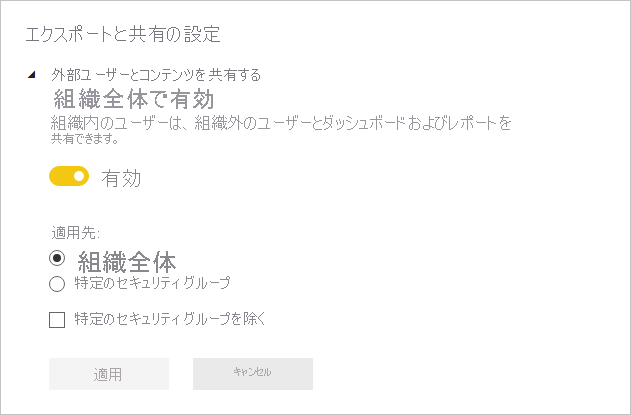 エクスポートと共有の設定
外部ユーザーとコンテンツを共有する
組織全体で有効
組織内のユーザーは、組織外のユーザーとダッシュボードおよびレポートを
共有できます。
有効
適用先:
組織全体
特定のセキュリティグループ
特定のセキュリティグループを除く
適用
キャンセル